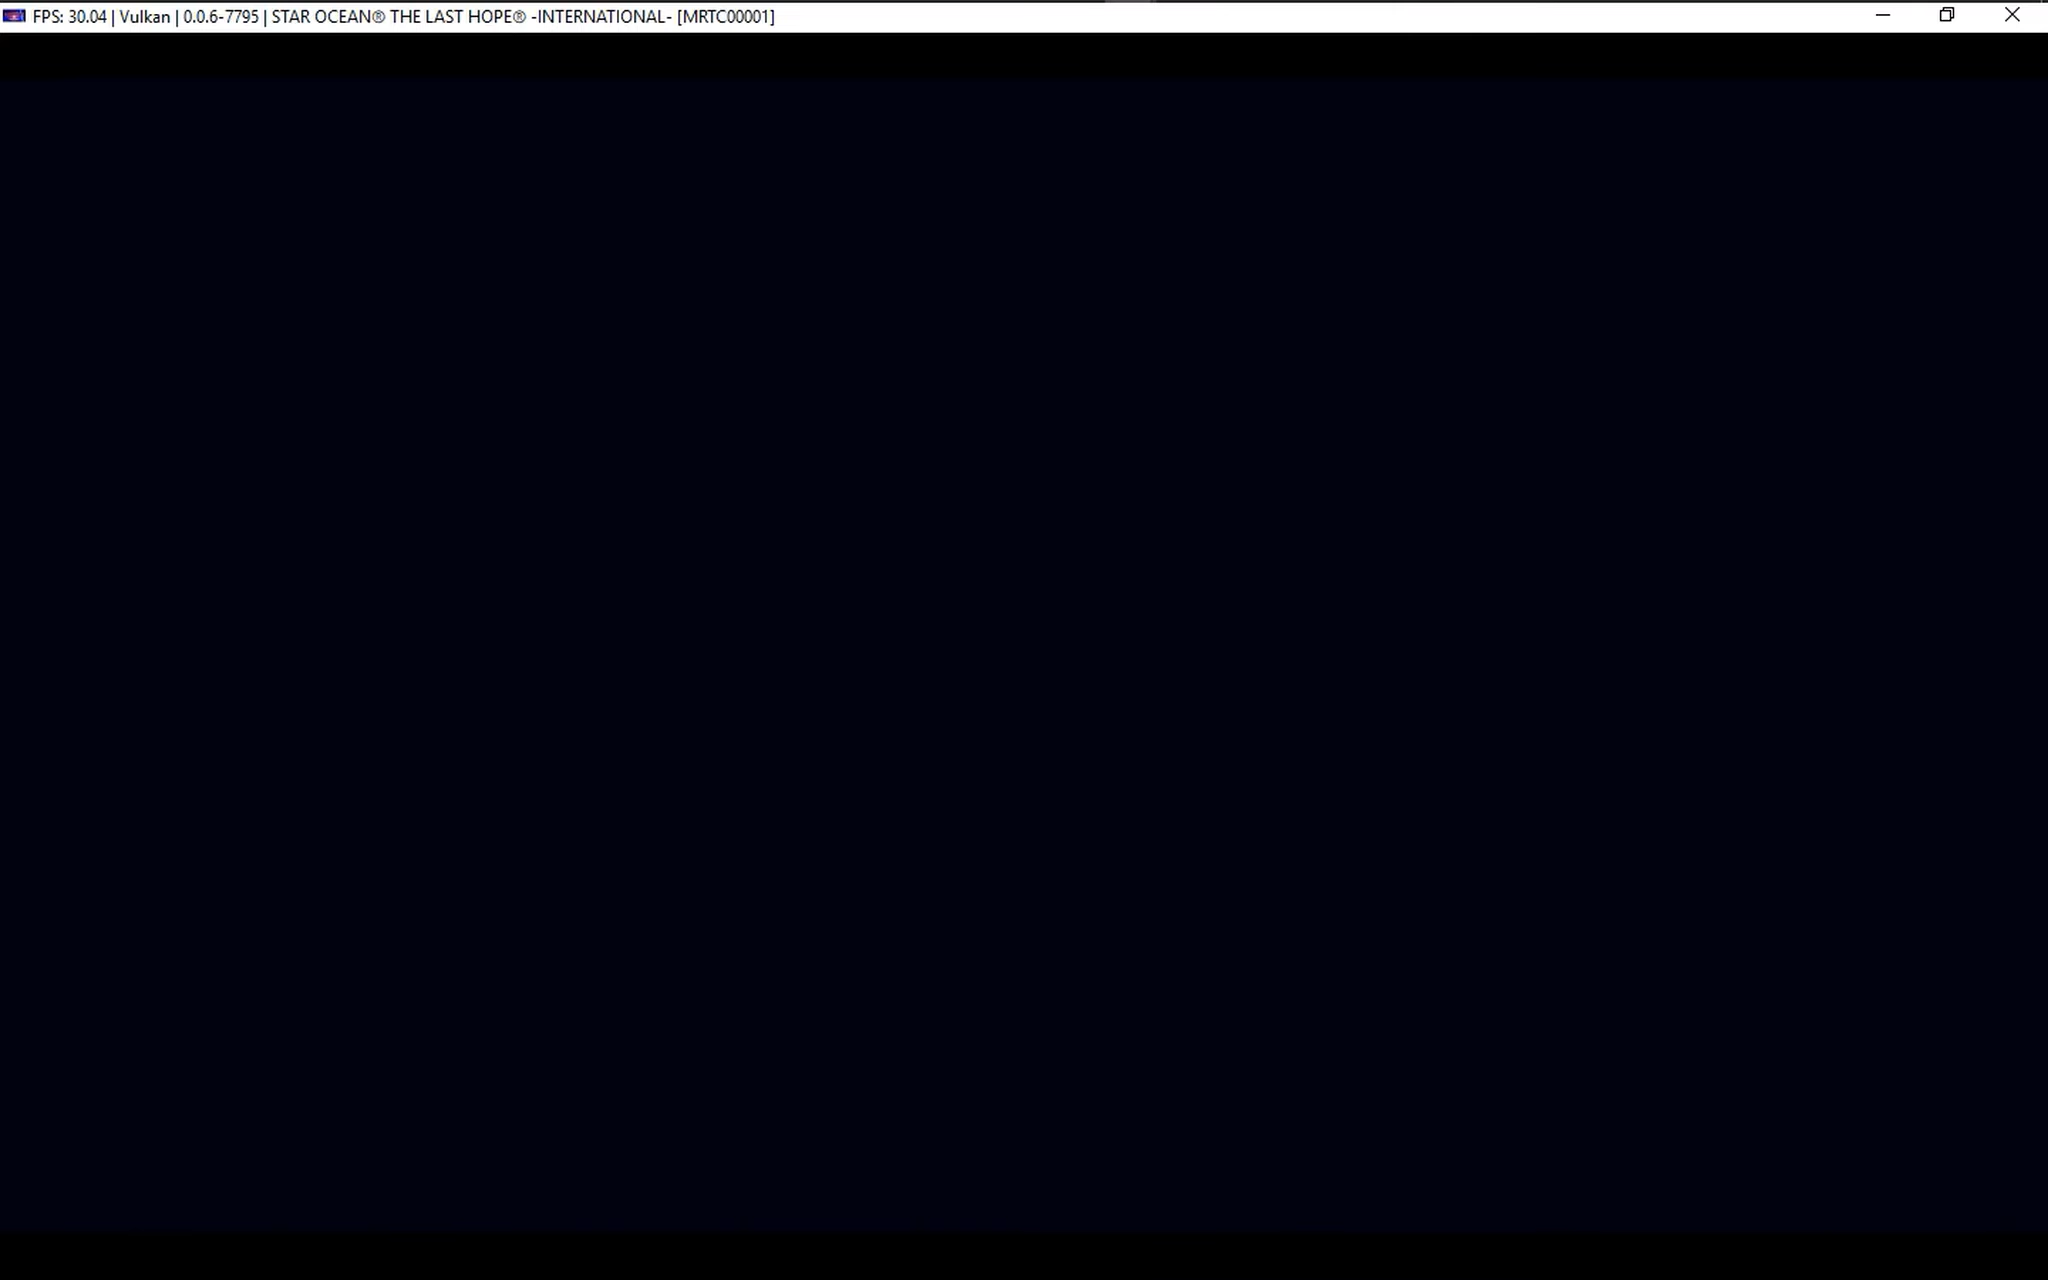 FPS: 30.04 | Vulkan | 0.0.6-7795 | STAR OCEAN® THE LAST HOPE® -INTERNATIONAL- [MRTC00001]